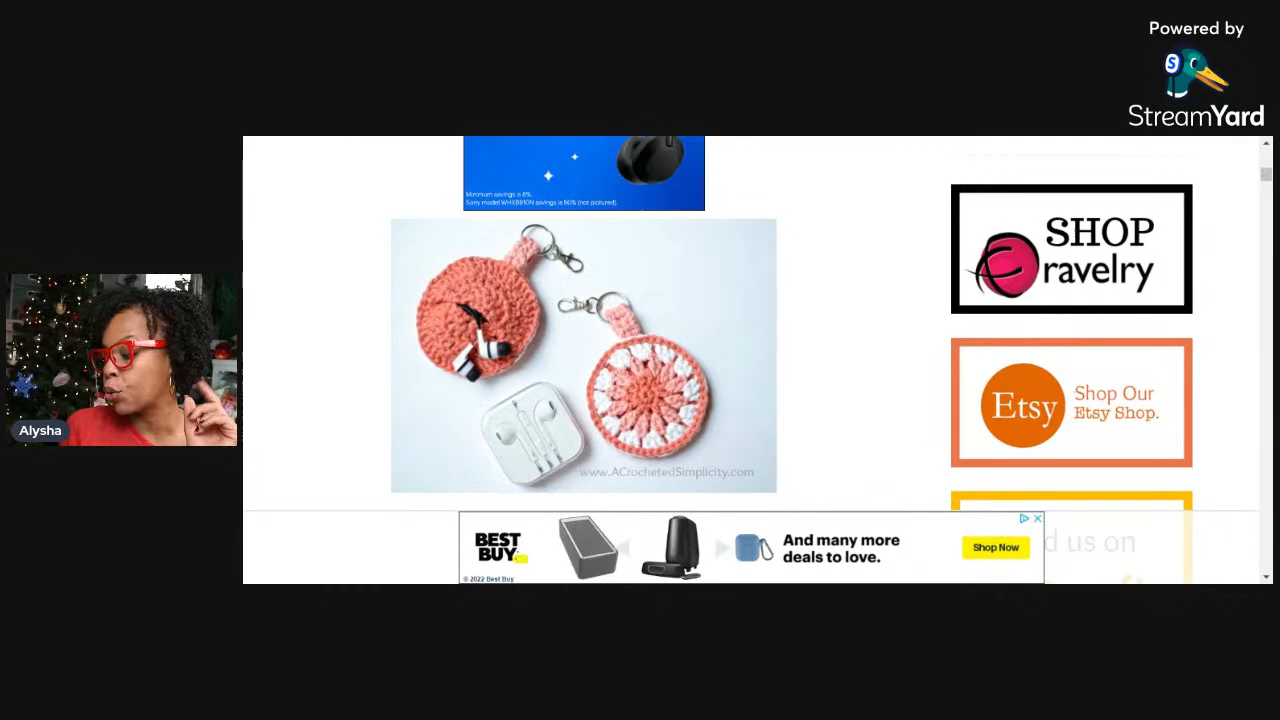 Powered by
StreamYard
Minimum savings is 8%.
Sony model WHXB910N savings is 50% (not pictured).
SHOP
ravelry
Etsy
Shop Our
Etsy Shop.
www.ACrochetedSimplicity.com
Alysha
BEST
BUY
And many more
deals to love.
Shop Now
© 2022 Best Buy
d us on